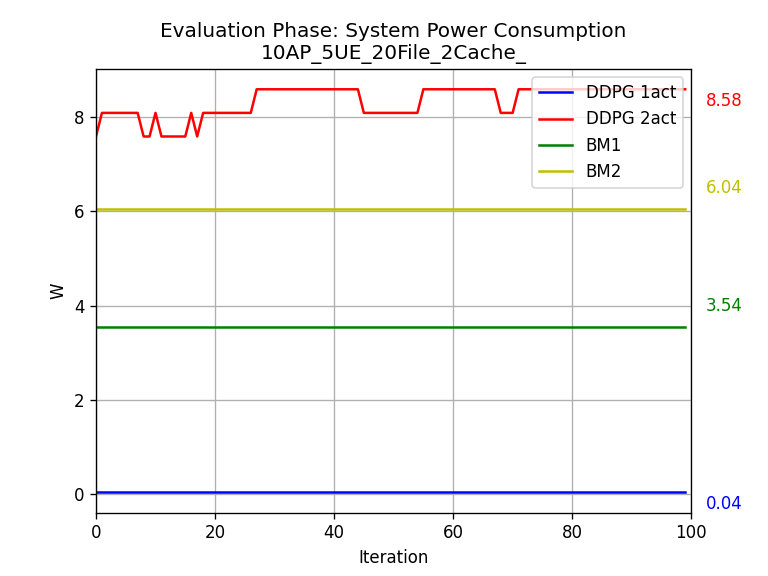 Evaluation Phase: System Power Consumption
10AP_5UE_20File_2Cache_
DDPG 1act
DDPG 2act
BM1
BM2
8.58
6.04
3.54
0.04
W
8
6
4
2
0
0 20 40 60 80 100
Iteration